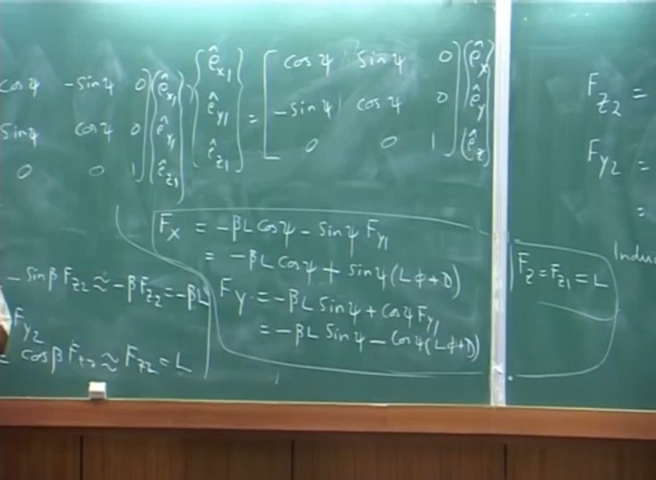 cos ψ -sin ψ 0 {ê_x1
sin ψ cos ψ 0 ê_y1
0 0 1 ê_z1}
{ê_x1 ê_y1 ê_z1} = [cos ψ sin ψ 0
-sin ψ cos ψ 0
0 0 1] {ê_x ê_y ê_z}
F_x = -βL cos ψ - sin ψ F_y1
= -βL cos ψ + sin ψ (Lφ + D)
F_y = -βL sin ψ + cos ψ F_y1
= -βL sin ψ - cos ψ (Lφ + D)
F_z = F_z1 = L
- sin β F_z2 ≈ -β F_z2 = -βL
F_y2
= cos β F_z2 ≈ F_z2 = L
F_z2 =
F_y2 =
=